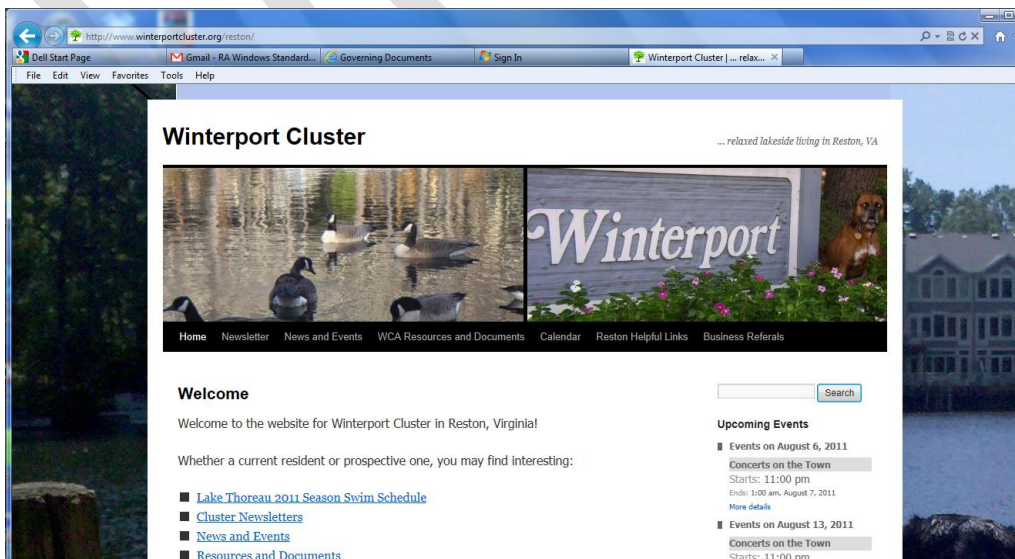 http://www.winterportcluster.org/reston/
Dell Start Page
Gmail - RA Windows Standard...
Governing Documents
Sign In
Winterport Cluster | ... relax...
File Edit View Favorites Tools Help
Winterport Cluster
... relaxed lakeside living in Reston, VA
Winterport
Home Newsletter News and Events WCA Resources and Documents Calendar Reston Helpful Links Business Referals
Welcome
Welcome to the website for Winterport Cluster in Reston, Virginia!
Whether a current resident or prospective one, you may find interesting:
Lake Thoreau 2011 Season Swim Schedule
Cluster Newsletters
News and Events
Resources and Documents
Search
Upcoming Events
Events on August 6, 2011
Concerts on the Town
Starts: 11:00 pm
Ends: 1:00 am, August 7, 2011
More details
Events on August 13, 2011
Concerts on the Town
Starts: 11:00 pm